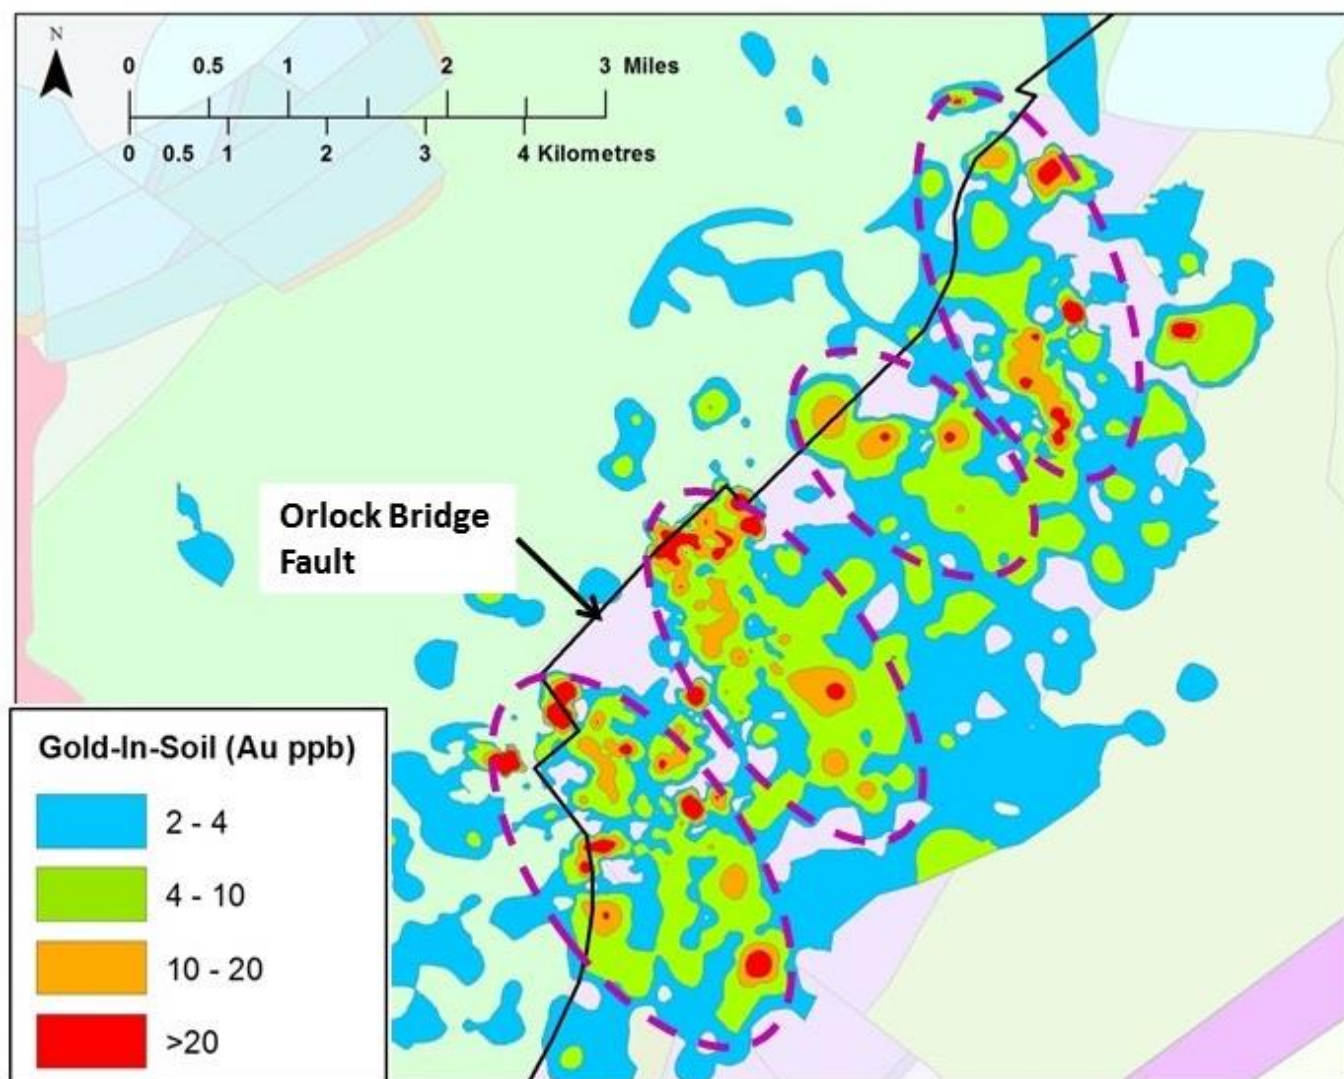 N
0 0.5 1 2 3 Miles
0 0.5 1 2 3 4 Kilometres
Orlock Bridge
Fault
Gold-In-Soil (Au ppb)
2 - 4
4 - 10
10 - 20
>20